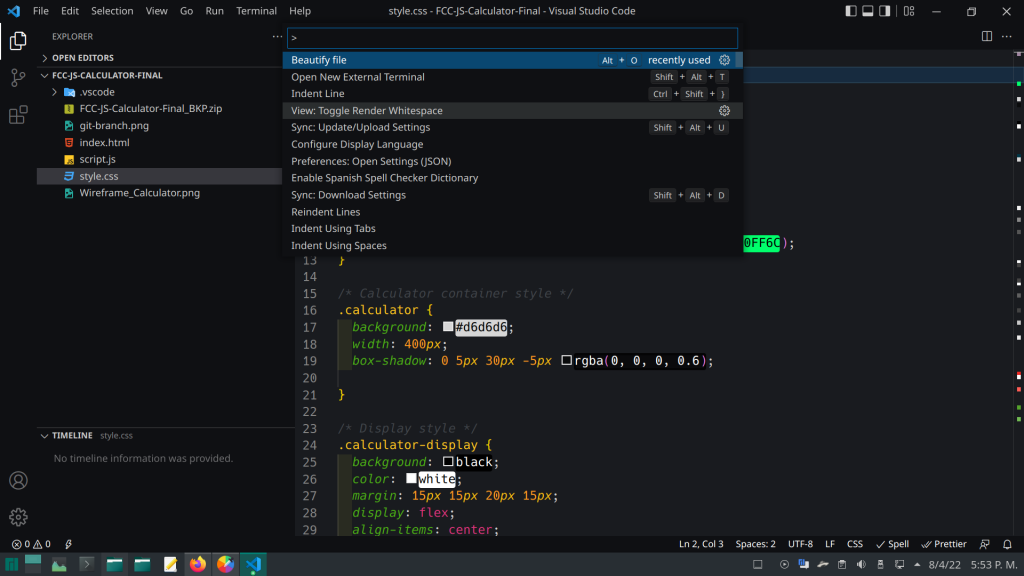 File Edit Selection View Go Run Terminal Help style.css - FCC-JS-Calculator-Final - Visual Studio Code
EXPLORER
OPEN EDITORS
FCC-JS-CALCULATOR-FINAL
.vscode
FCC-JS-Calculator-Final_BKP.zip
git-branch.png
index.html
script.js
style.css
Wireframe_Calculator.png
>
Beautify file Alt + O recently used
Open New External Terminal Shift + Alt + T
Indent Line Ctrl + Shift + }
View: Toggle Render Whitespace
Sync: Update/Upload Settings Shift + Alt + U
Configure Display Language
Preferences: Open Settings (JSON)
Enable Spanish Spell Checker Dictionary
Sync: Download Settings Shift + Alt + D
Reindent Lines
Indent Using Tabs
Indent Using Spaces
0FF6C);
13 }
14
15 /* Calculator container style */
16 .calculator {
17 background: #d6d6d6;
18 width: 400px;
19 box-shadow: 0 5px 30px -5px rgba(0, 0, 0, 0.6);
20
21 }
22
23 /* Display style */
24 .calculator-display {
25 background: black;
26 color: white;
27 margin: 15px 15px 20px 15px;
28 display: flex;
29 align-items: center;
TIMELINE style.css
No timeline information was provided.
0 0 Ln 2, Col 3 Spaces: 2 UTF-8 LF CSS Spell Prettier
8/4/22 5:53 P. M.